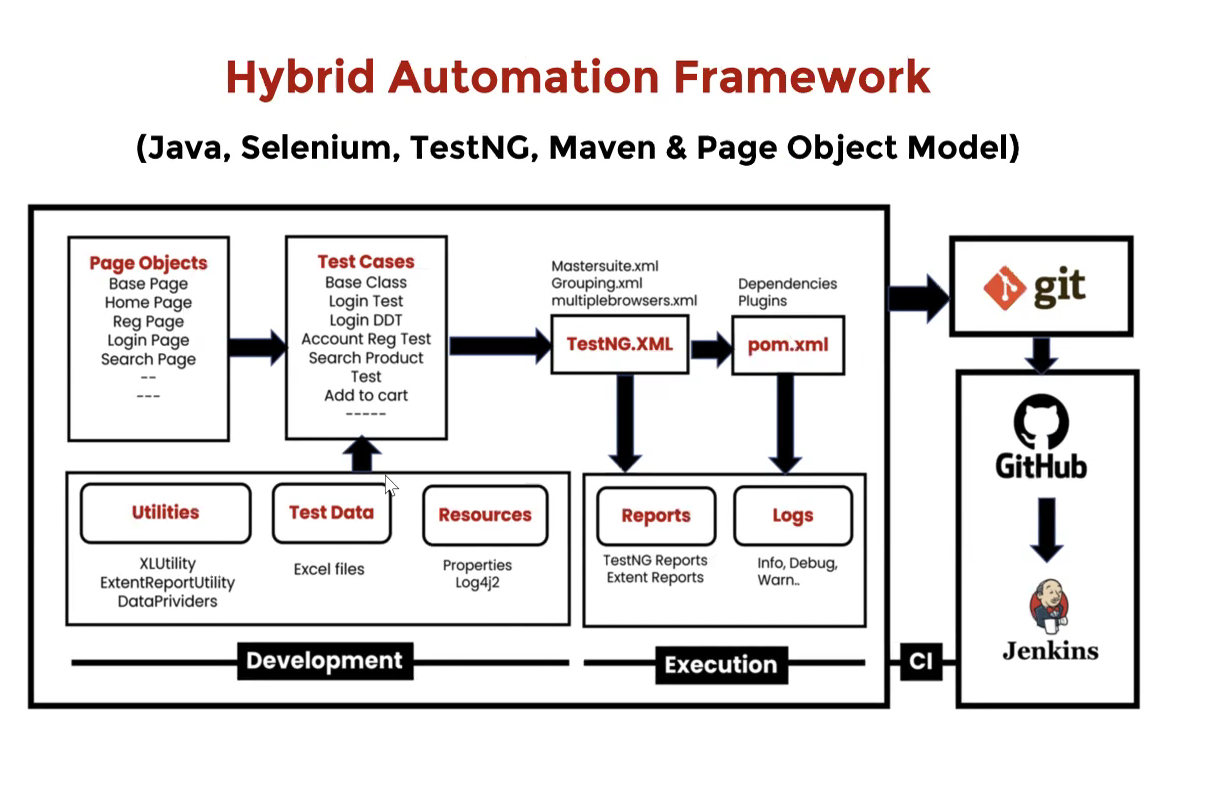 Hybrid Automation Framework
(Java, Selenium, TestNG, Maven & Page Object Model)
Page Objects
Base Page
Home Page
Reg Page
Login Page
Search Page
--
---
Test Cases
Base Class
Login Test
Login DDT
Account Reg Test
Search Product
Test
Add to cart
-----
Mastersuite.xml
Grouping.xml
multiplebrowsers.xml
TestNG.XML
Dependencies
Plugins
pom.xml
git
GitHub
Jenkins
Utilities
XLUtility
ExtentReportUtility
DataPrividers
Test Data
Excel files
Resources
Properties
Log4j2
Reports
TestNG Reports
Extent Reports
Logs
Info, Debug,
Warn..
Development
Execution
CI